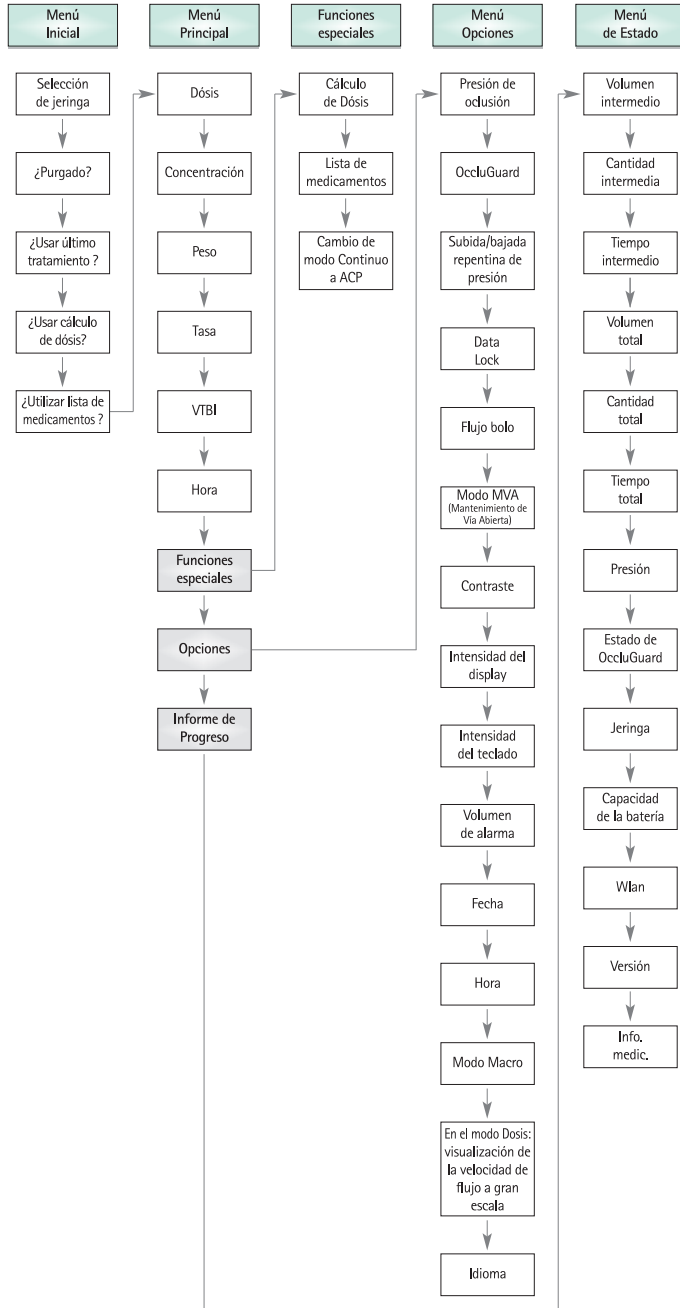 Menú
Inicial
Menú
Principal
Funciones
especiales
Menú
Opciones
Menú
de Estado
Selección
de jeringa
¿Purgado?
¿Usar último
tratamiento ?
¿Usar cálculo
de dósis?
¿Utilizar lista de
medicamentos ?
Dósis
Concentración
Peso
Tasa
VTBI
Hora
Funciones
especiales
Opciones
Informe de
Progreso
Cálculo
de Dósis
Lista de
medicamentos
Cambio de
modo Continuo
a ACP
Presión de
oclusión
OccluGuard
Subida/bajada
repentina de
presión
Data
Lock
Flujo bolo
Modo MVA
(Mantenimiento de
Vía Abierta)
Contraste
Intensidad del
display
Intensidad
del teclado
Volumen
de alarma
Fecha
Hora
Modo Macro
En el modo Dosis:
visualización de
la velocidad de
flujo a gran
escala
Idioma
Volumen
intermedio
Cantidad
intermedia
Tiempo
intermedio
Volumen
total
Cantidad
total
Tiempo
total
Presión
Estado de
OccluGuard
Jeringa
Capacidad
de la batería
Wlan
Versión
Info.
medic.